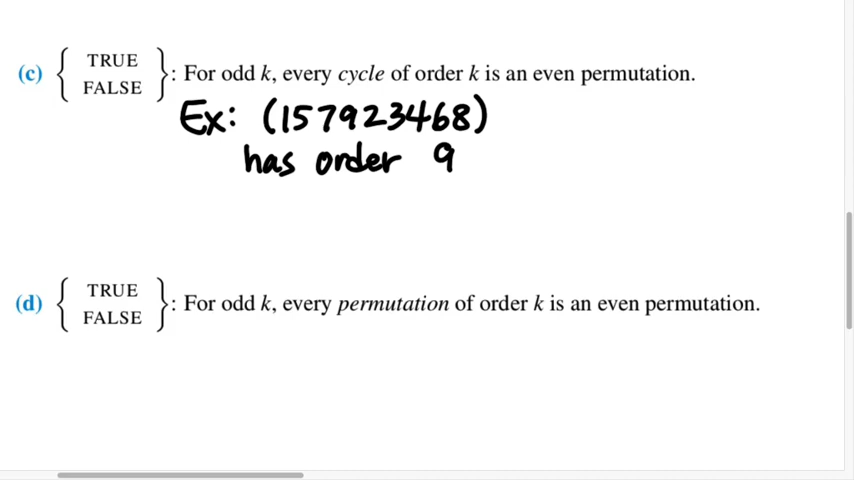 (c) { TRUE
FALSE }: For odd k, every cycle of order k is an even permutation.
Ex: (157923468)
has order 9
(d) { TRUE
FALSE }: For odd k, every permutation of order k is an even permutation.